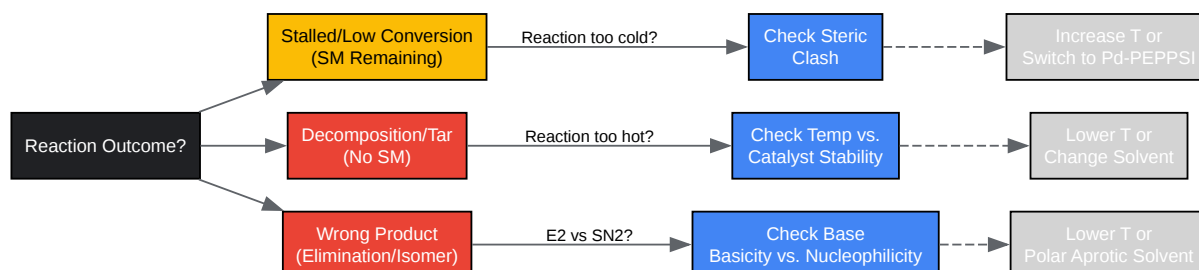 Stalled/Low Conversion
(SM Remaining)
Reaction too cold?
Check Steric
Clash
Increase T or
Switch to Pd-PEPPSI
Reaction Outcome?
Decomposition/Tar
(No SM)
Reaction too hot?
Check Temp vs.
Catalyst Stability
Lower T or
Change Solvent
Wrong Product
(Elimination/Isomer)
E2 vs SN2?
Check Base
Basicity vs. Nucleophilicity
Lower T or
Polar Aprotic Solvent